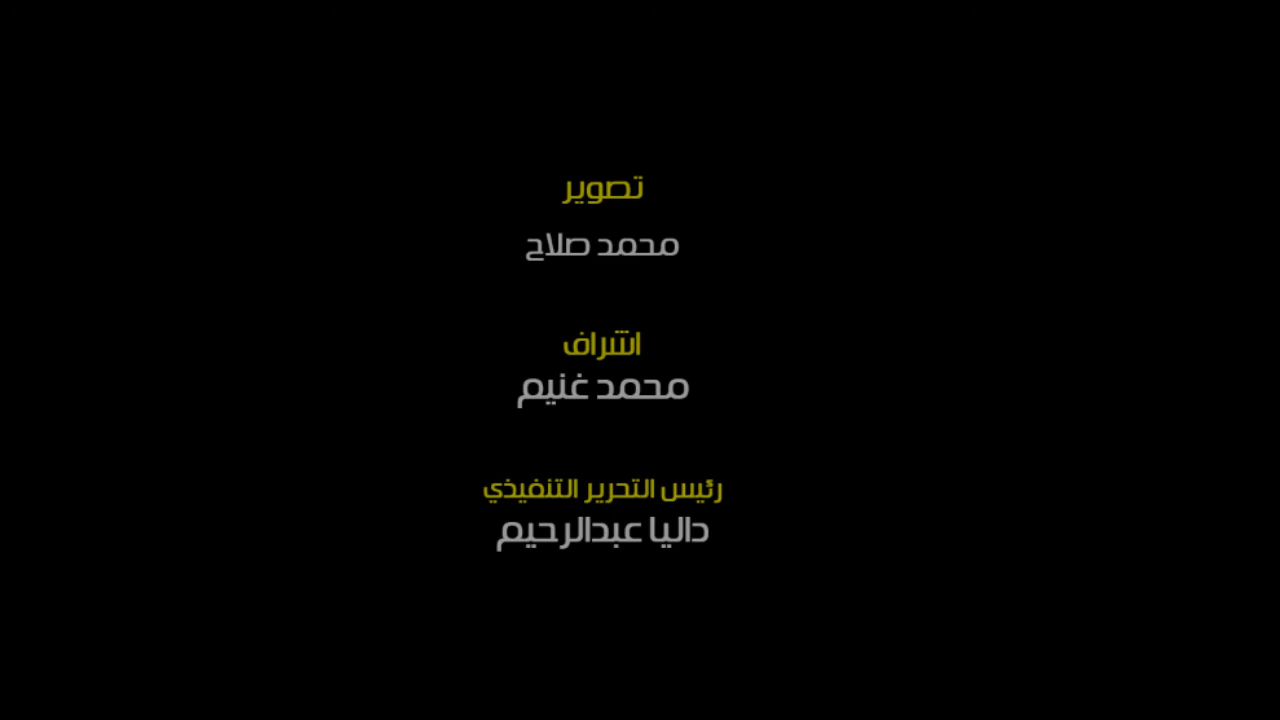 تصوير
محمد صلاح
اشراف
محمد غنيم
رئيس التحرير التنفيذي
داليا عبدالرحيم